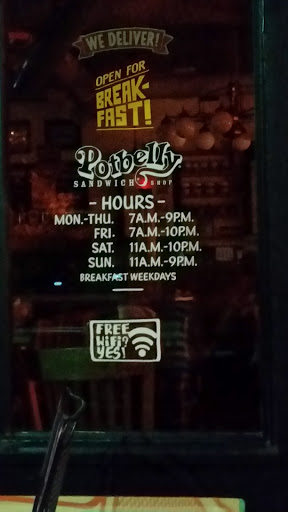 WE DELIVER!
OPEN FOR
BREAK-
FAST!
Potbelly
SANDWICH SHOP
- HOURS -
MON.-THU. 7A.M.-9P.M.
FRI. 7A.M.-10P.M.
SAT. 11A.M.-10P.M.
SUN. 11A.M.-9P.M.
BREAKFAST WEEKDAYS
FREE
WiFi?
YES!